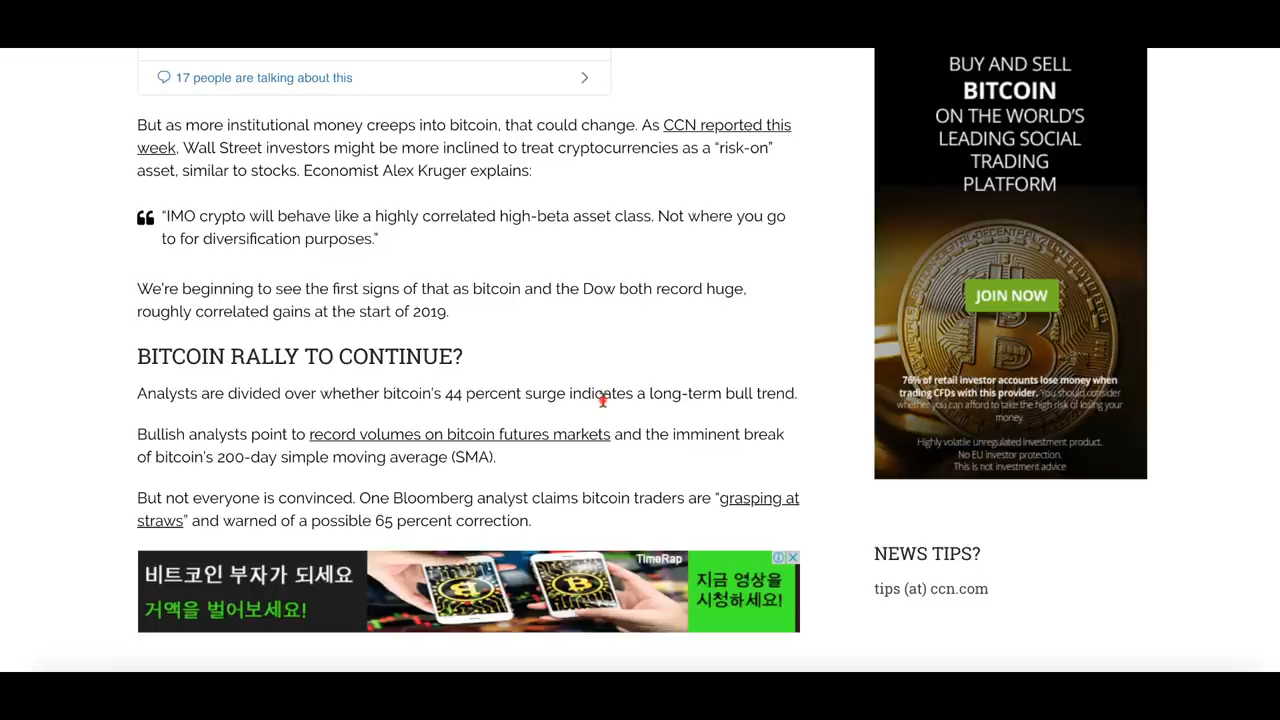 17 people are talking about this
But as more institutional money creeps into bitcoin, that could change. As CCN reported this
week, Wall Street investors might be more inclined to treat cryptocurrencies as a “risk-on”
asset, similar to stocks. Economist Alex Kruger explains:
“IMO crypto will behave like a highly correlated high-beta asset class. Not where you go
to for diversification purposes.”
We’re beginning to see the first signs of that as bitcoin and the Dow both record huge,
roughly correlated gains at the start of 2019.
BITCOIN RALLY TO CONTINUE?
Analysts are divided over whether bitcoin’s 44 percent surge indicates a long-term bull trend.
Bullish analysts point to record volumes on bitcoin futures markets and the imminent break
of bitcoin’s 200-day simple moving average (SMA).
But not everyone is convinced. One Bloomberg analyst claims bitcoin traders are “grasping at
straws” and warned of a possible 65 percent correction.
비트코인 부자가 되세요
거액을 벌어보세요!
TimeRap
지금 영상을
시청하세요!
BUY AND SELL
BITCOIN
ON THE WORLD’S
LEADING SOCIAL
TRADING
PLATFORM
JOIN NOW
76% of retail investor accounts lose money when
trading CFDs with this provider. You should consider
whether you can afford to take the high risk of losing your
money.
Highly volatile unregulated investment product.
No EU investor protection.
This is not investment advice
NEWS TIPS?
tips (at) ccn.com